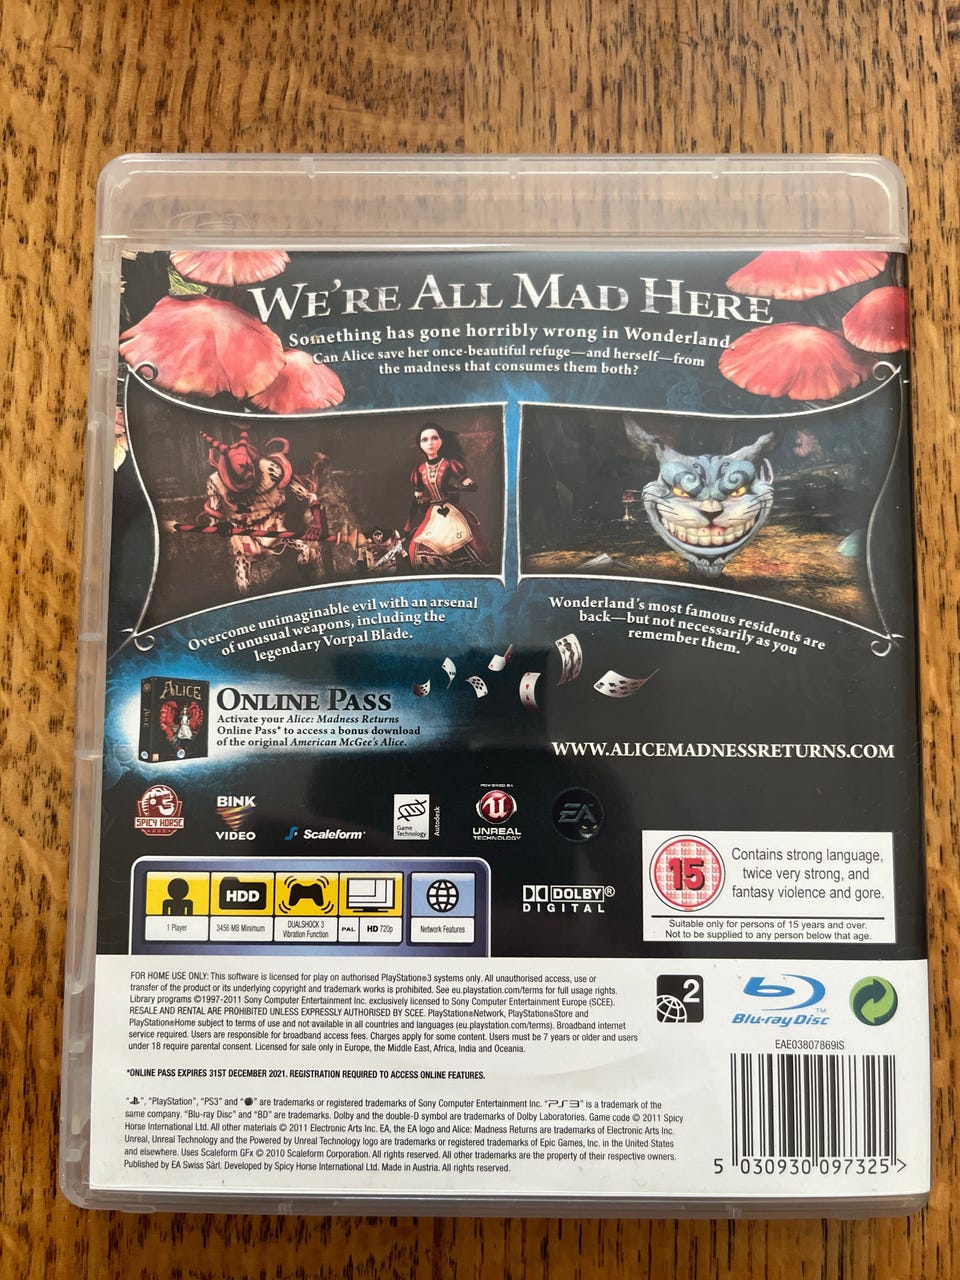 WE'RE ALL MAD HERE
Something has gone horribly wrong in Wonderland.
Can Alice save her once-beautiful refuge—and herself—from
the madness that consumes them both?
Overcome unimaginable evil with an arsenal
of unusual weapons, including the
legendary Vorpal Blade.
Wonderland's most famous residents are
back—but not necessarily as you
remember them.
ALICE
ONLINE PASS
Activate your Alice: Madness Returns
Online Pass* to access a bonus download
of the original American McGee's Alice.
WWW.ALICEMADNESSRETURNS.COM
SPICY HORSE
BINK
VIDEO
Scaleform®
Game
Technology
Autodesk
POWERED BY
UNREAL
TECHNOLOGY
EA
15
Contains strong language,
twice very strong, and
fantasy violence and gore.
Suitable only for persons of 15 years and over.
Not to be supplied to any person below that age.
1 Player
HDD
3456 MB Minimum
DUALSHOCK 3
Vibration Function
PAL
HD 720p
Network Features
DOLBY®
DIGITAL
FOR HOME USE ONLY: This software is licensed for play on authorised PlayStation®3 systems only. All unauthorised access, use or
transfer of the product or its underlying copyright and trademark works is prohibited. See eu.playstation.com/terms for full usage rights.
Library programs ©1997-2011 Sony Computer Entertainment Inc. exclusively licensed to Sony Computer Entertainment Europe (SCEE).
RESALE AND RENTAL ARE PROHIBITED UNLESS EXPRESSLY AUTHORISED BY SCEE. PlayStation®Network, PlayStation®Store and
PlayStation®Home subject to terms of use and not available in all countries and languages (eu.playstation.com/terms). Broadband internet
service required. Users are responsible for broadband access fees. Charges apply for some content. Users must be 7 years or older and users
under 18 require parental consent. Licensed for sale only in Europe, the Middle East, Africa, India and Oceania.
*ONLINE PASS EXPIRES 31ST DECEMBER 2021. REGISTRATION REQUIRED TO ACCESS ONLINE FEATURES.
"", "PlayStation", "PS3" and "" are trademarks or registered trademarks of Sony Computer Entertainment Inc. "PS3" is a trademark of the
same company. "Blu-ray Disc" and "BD" are trademarks. Dolby and the double-D symbol are trademarks of Dolby Laboratories. Game code © 2011 Spicy
Horse International Ltd. All other materials © 2011 Electronic Arts Inc. EA, the EA logo and Alice: Madness Returns are trademarks of Electronic Arts Inc.
Unreal, Unreal Technology and the Powered by Unreal Technology logo are trademarks or registered trademarks of Epic Games, Inc. in the United States
and elsewhere. Uses Scaleform GFx © 2010 Scaleform Corporation. All rights reserved. All other trademarks are the property of their respective owners.
Published by EA Swiss Sàrl. Developed by Spicy Horse International Ltd. Made in Austria. All rights reserved.
2
Blu-ray Disc
EAE03807869IS
5 030930 097325 >